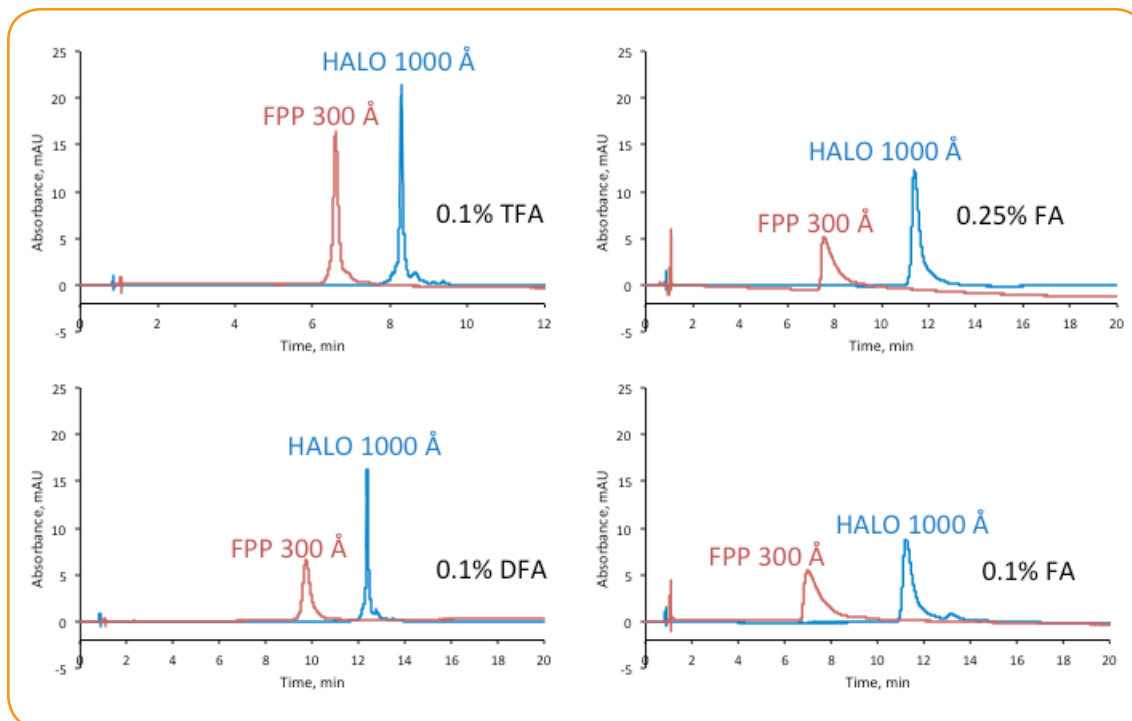 25
20
15
10
5
0
-5
Absorbance, mAU
HALO 1000 Å
FPP 300 Å
0.1% TFA
0 2 4 6 8 10 12
Time, min
25
20
15
10
5
0
-5
Absorbance, mAU
HALO 1000 Å
FPP 300 Å
0.25% FA
0 2 4 6 8 10 12 14 16 18 20
Time, min
25
20
15
10
5
0
-5
Absorbance, mAU
HALO 1000 Å
FPP 300 Å
0.1% DFA
0 2 4 6 8 10 12 14 16 18 20
Time, min
25
20
15
10
5
0
-5
Absorbance, mAU
HALO 1000 Å
FPP 300 Å
0.1% FA
0 2 4 6 8 10 12 14 16 18 20
Time, min